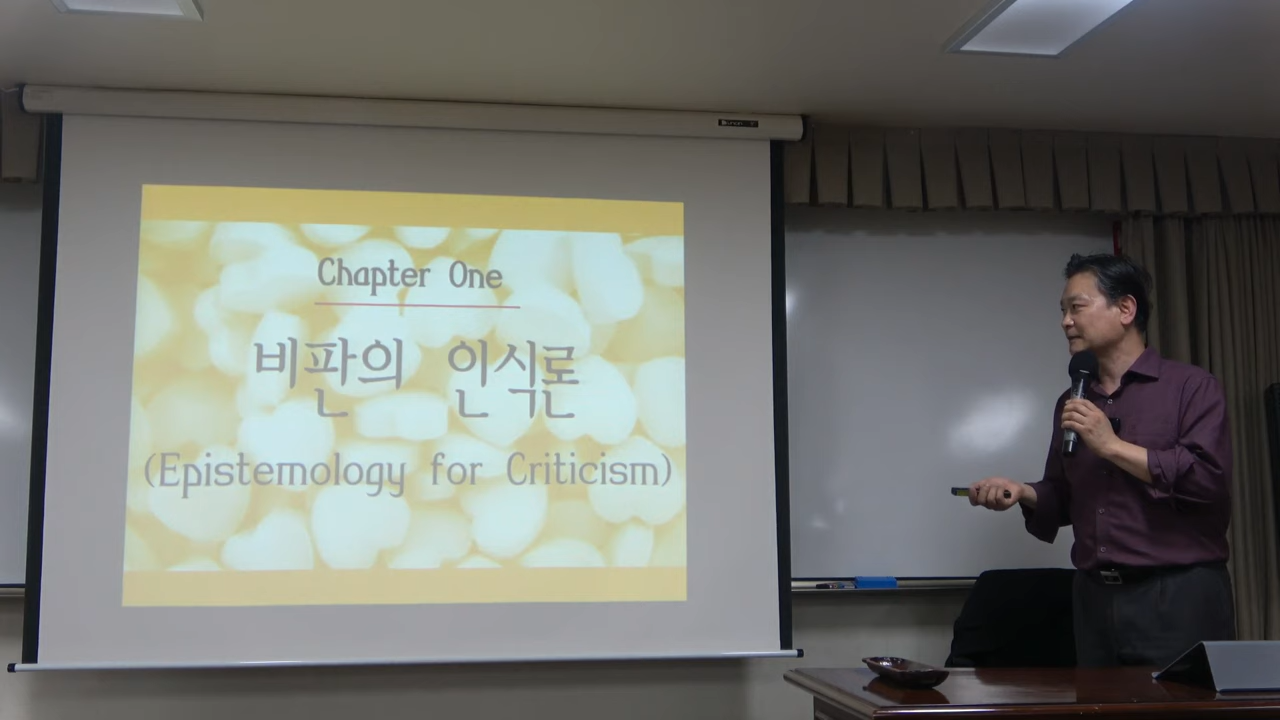 Chapter One
비판의 인식론
(Epistemology for Criticism)